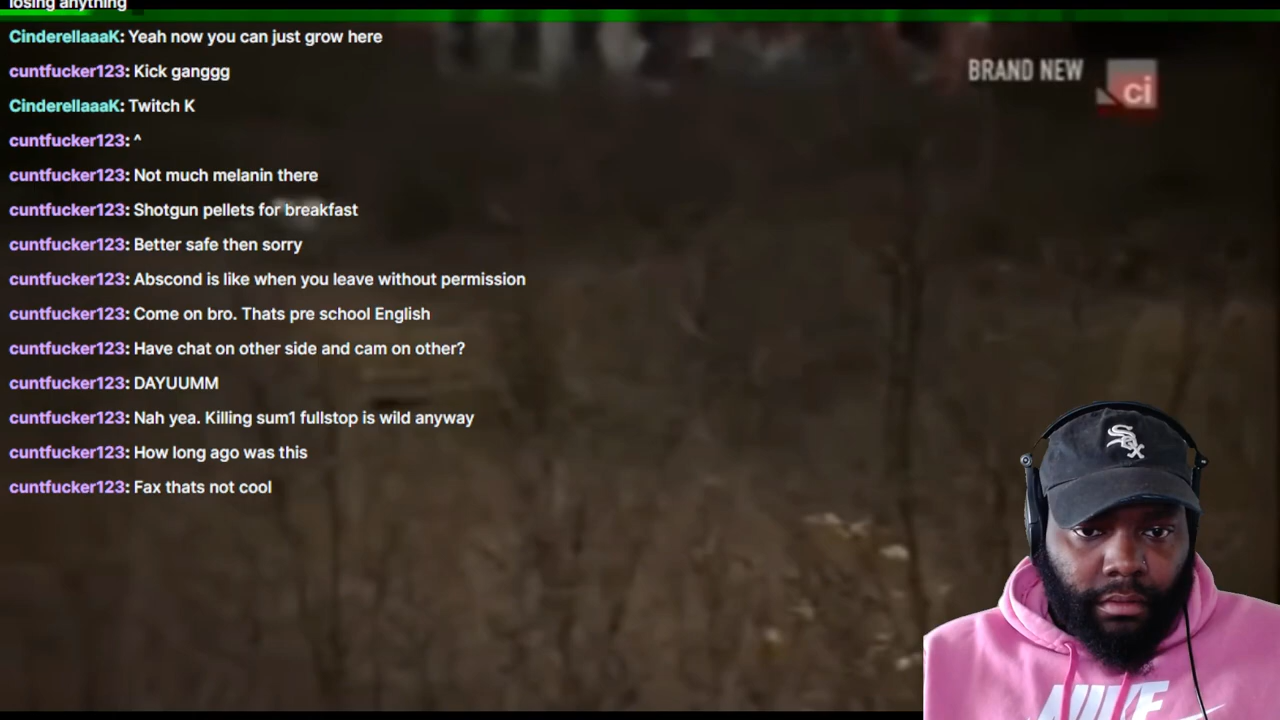 losing anything
CinderellaaaK: Yeah now you can just grow here
cuntfucker123: Kick ganggg
CinderellaaaK: Twitch K
cuntfucker123: ^
cuntfucker123: Not much melanin there
cuntfucker123: Shotgun pellets for breakfast
cuntfucker123: Better safe then sorry
cuntfucker123: Abscond is like when you leave without permission
cuntfucker123: Come on bro. Thats pre school English
cuntfucker123: Have chat on other side and cam on other?
cuntfucker123: DAYUUMM
cuntfucker123: Nah yea. Killing sum1 fullstop is wild anyway
cuntfucker123: How long ago was this
cuntfucker123: Fax thats not cool
BRAND NEW
ci
Sox
NIKE